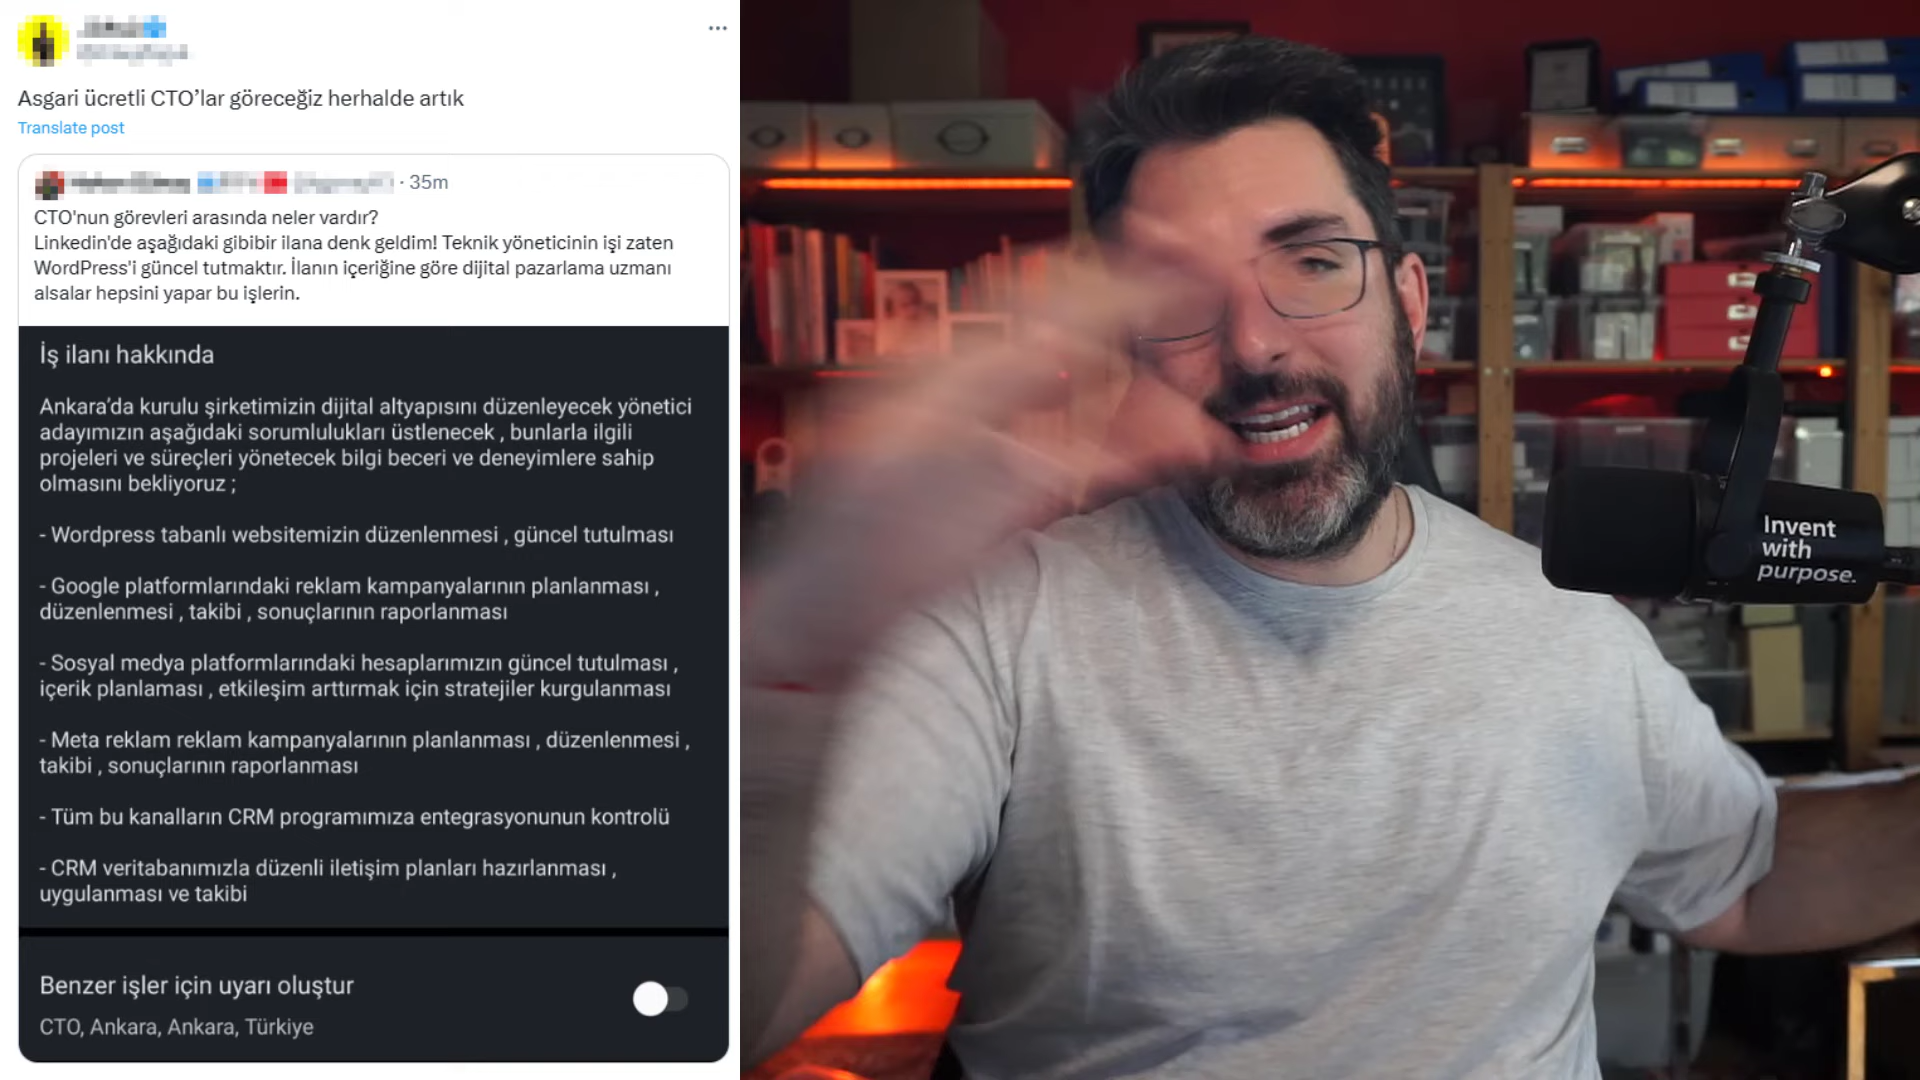 Asgari ücretli CTO’lar göreceğiz herhalde artık
Translate post
· 35m
CTO'nun görevleri arasında neler vardır?
Linkedin'de aşağıdaki gibibir ilana denk geldim! Teknik yöneticinin işi zaten
WordPress'i güncel tutmaktır. İlanın içeriğine göre dijital pazarlama uzmanı
alsalar hepsini yapar bu işlerin.
İş ilanı hakkında
Ankara’da kurulu şirketimizin dijital altyapısını düzenleyecek yönetici
adayımızın aşağıdaki sorumlulukları üstlenecek , bunlarla ilgili
projeleri ve süreçleri yönetecek bilgi beceri ve deneyimlere sahip
olmasını bekliyoruz ;
- Wordpress tabanlı websitemizin düzenlenmesi , güncel tutulması
- Google platformlarındaki reklam kampanyalarının planlanması ,
düzenlenmesi , takibi , sonuçlarının raporlanması
- Sosyal medya platformlarındaki hesaplarımızın güncel tutulması ,
içerik planlaması , etkileşim arttırmak için stratejiler kurgulanması
- Meta reklam reklam kampanyalarının planlanması , düzenlenmesi ,
takibi , sonuçlarının raporlanması
- Tüm bu kanalların CRM programımıza entegrasyonunun kontrolü
- CRM veritabanımızla düzenli iletişim planları hazırlanması ,
uygulanması ve takibi
Benzer işler için uyarı oluştur
CTO, Ankara, Ankara, Türkiye
Invent
with
purpose.